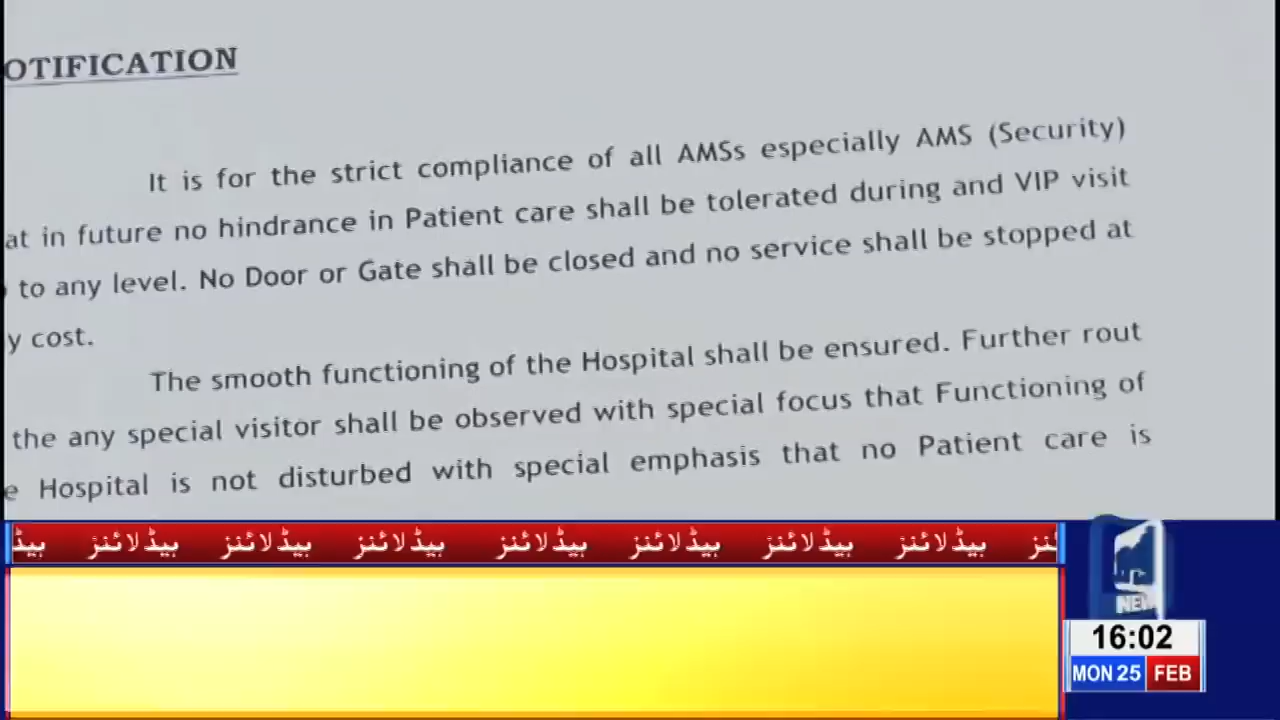 OTIFICATION
It is for the strict compliance of all AMSs especially AMS (Security)
at in future no hindrance in Patient care shall be tolerated during and VIP visit
to any level. No Door or Gate shall be closed and no service shall be stopped at
y cost.
The smooth functioning of the Hospital shall be ensured. Further rout
the any special visitor shall be observed with special focus that Functioning of
e Hospital is not disturbed with special emphasis that no Patient care is
ہیڈلائنز ہیڈلائنز ہیڈلائنز ہیڈلائنز ہیڈلائنز ہیڈلائنز ہیڈلائنز
16:02
MON 25 FEB